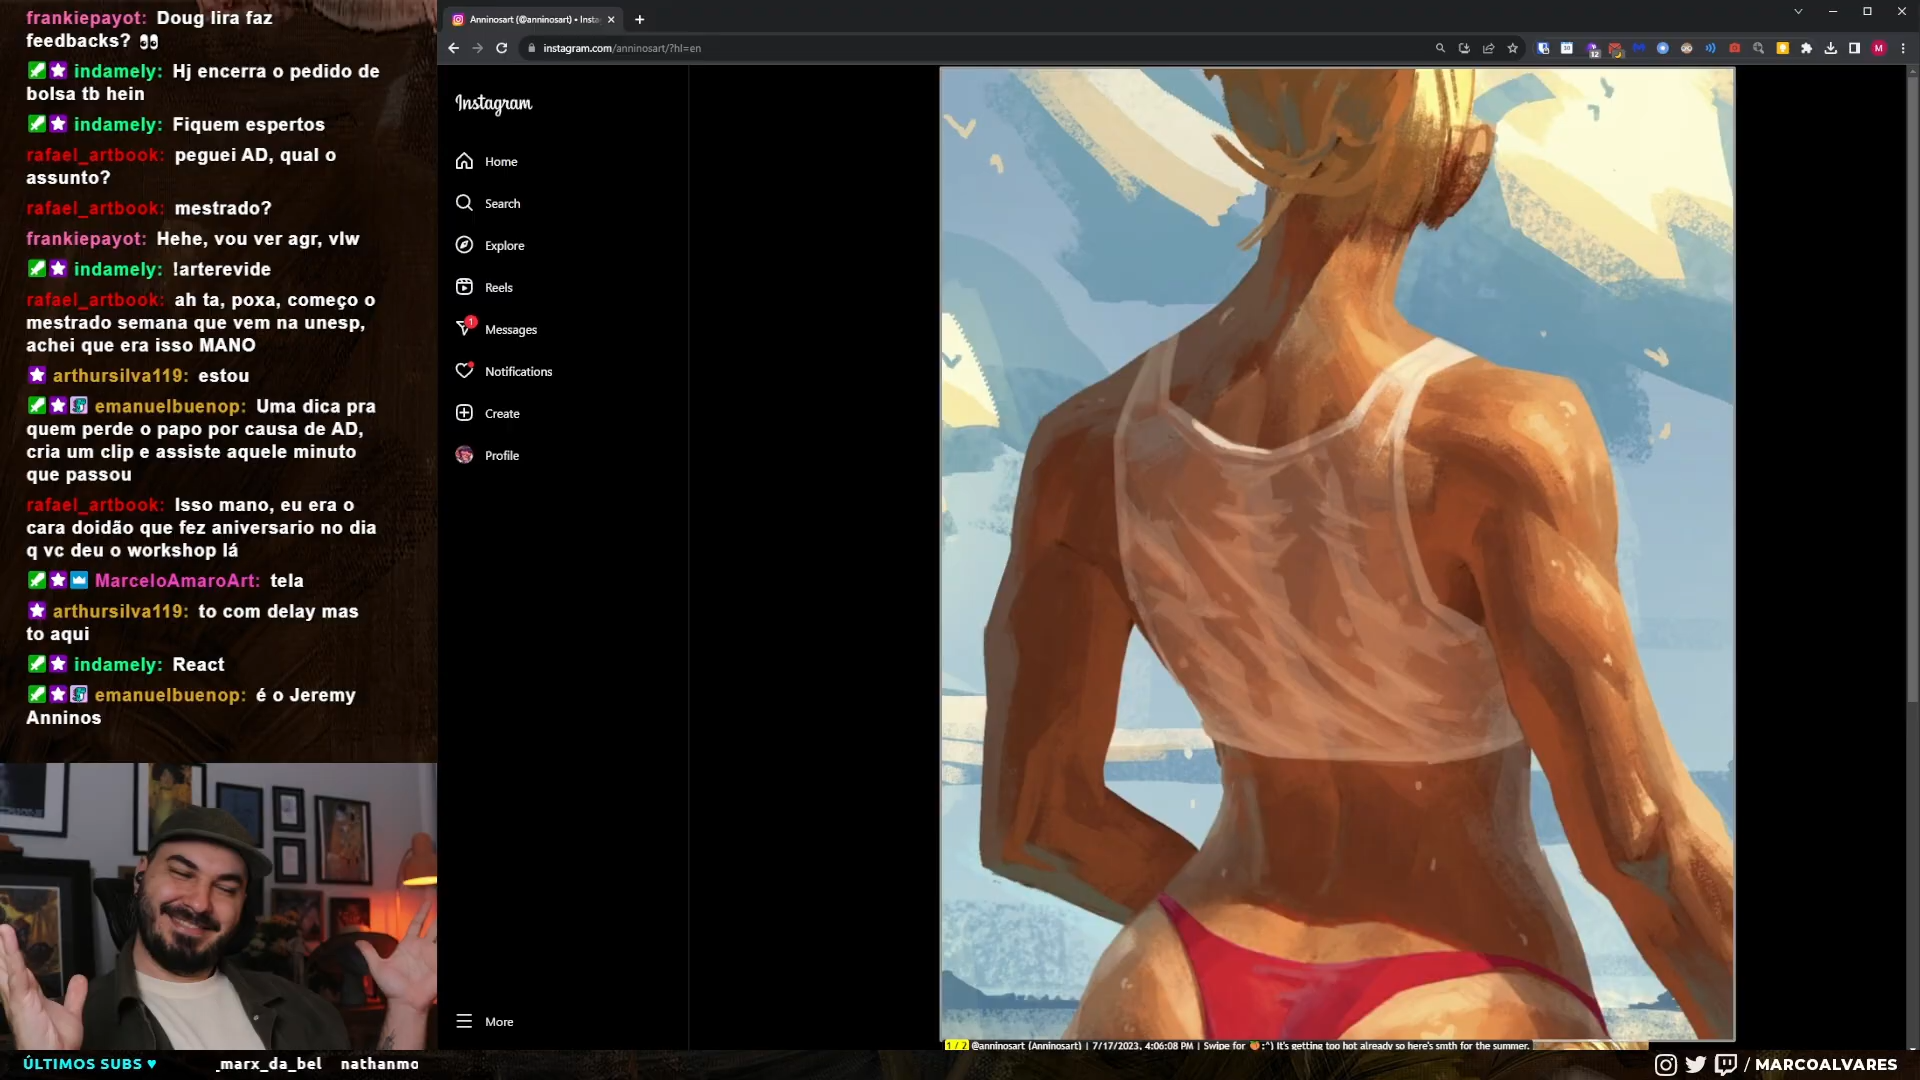 frankiepayot: Doug lira faz
feedbacks? 👀
indamely: Hj encerra o pedido de
bolsa tb hein
indamely: Fiquem espertos
rafael_artbook: peguei AD, qual o
assunto?
rafael_artbook: mestrado?
frankiepayot: Hehe, vou ver agr, vlw
indamely: !arterevide
rafael_artbook: ah ta, poxa, começo o
mestrado semana que vem na unesp,
achei que era isso MANO
arthursilva119: estou
emanuelbuenop: Uma dica pra
quem perde o papo por causa de AD,
cria um clip e assiste aquele minuto
que passou
rafael_artbook: Isso mano, eu era o
cara doidão que fez aniversario no dia
q vc deu o workshop lá
MarceloAmaroArt: tela
arthursilva119: to com delay mas
to aqui
indamely: React
emanuelbuenop: é o Jeremy
Anninos
ÚLTIMOS SUBS ♥ _marx_da_bel nathanmo
Anninosart (@anninosart) • Insta
instagram.com/anninosart/?hl=en
Instagram
Home
Search
Explore
Reels
1
Messages
Notifications
Create
Profile
More
1 / 2 @anninosart (Anninosart) | 7/17/2023, 4:06:08 PM | Swipe for 🍑 :^) It's getting too hot already so here's smth for the summer.
/ MARCOALVARES